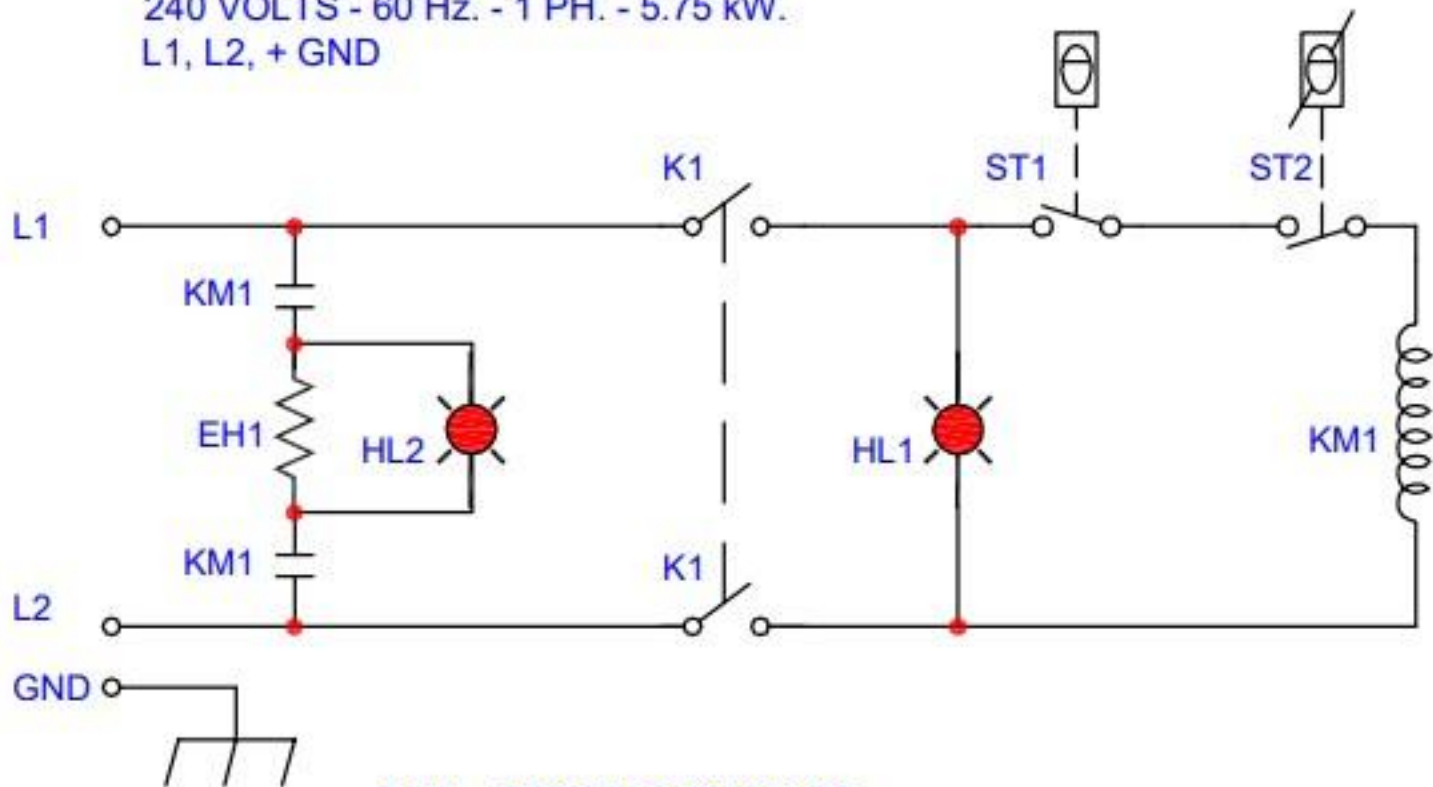 240 VOLTS - 60 Hz. - 1 PH. - 5.75 kW.
L1, L2, + GND
K1
ST1
ST2
L1
KM1
EH1
HL2
HL1
KM1
KM1
K1
L2
GND